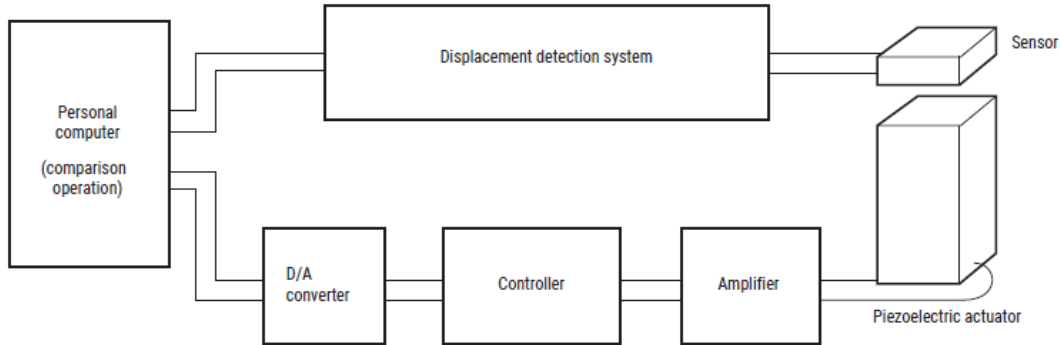 Displacement detection system
Sensor
Personal
computer
(comparison
operation)
D/A
converter
Controller
Amplifier
Piezoelectric actuator